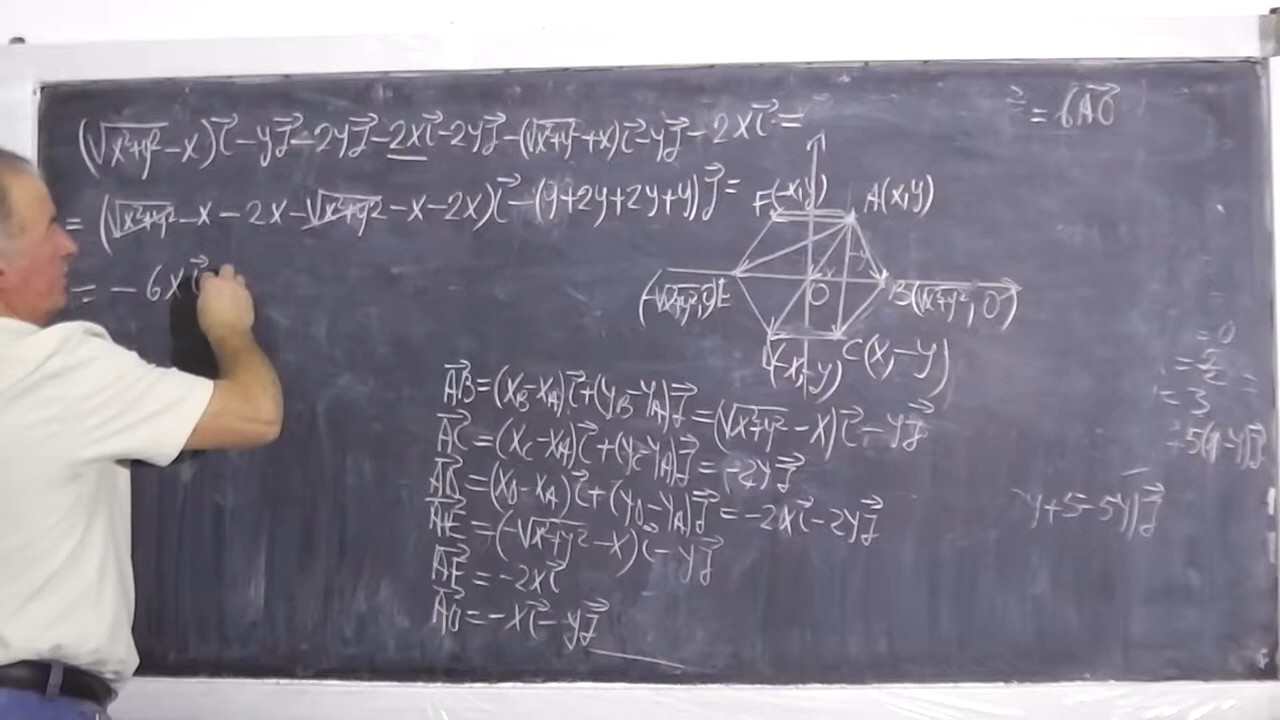 (√x²+y² - x)i⃗ - yj⃗ - 2yj⃗ - 2xi⃗ - 2yj⃗ - (√x²+y² + x)i⃗ - yj⃗ - 2xi⃗ =
= (√x²+y² - x - 2x - √x²+y² - x - 2x)i⃗ - (y+2y+2y+y)j⃗ =
= - 6xi⃗
= 6AO⃗
F(-x,y)
A(x,y)
(-√x²+y², 0)E
O
x
B(√x²+y², 0)
(-x,-y)
C(x,-y)
AB⃗ = (x_B - x_A)i⃗ + (y_B - y_A)j⃗ = (√x²+y² - x)i⃗ - yj⃗
AC⃗ = (x_C - x_A)i⃗ + (y_C - y_A)j⃗ = -2yj⃗
AD⃗ = (x_D - x_A)i⃗ + (y_D - y_A)j⃗ = -2xi⃗ - 2yj⃗
AE⃗ = (-√x²+y² - x)i⃗ - yj⃗
AF⃗ = -2xi⃗
AO⃗ = -xi⃗ - yj⃗
= 0
= 3
y+5-5y)j⃗